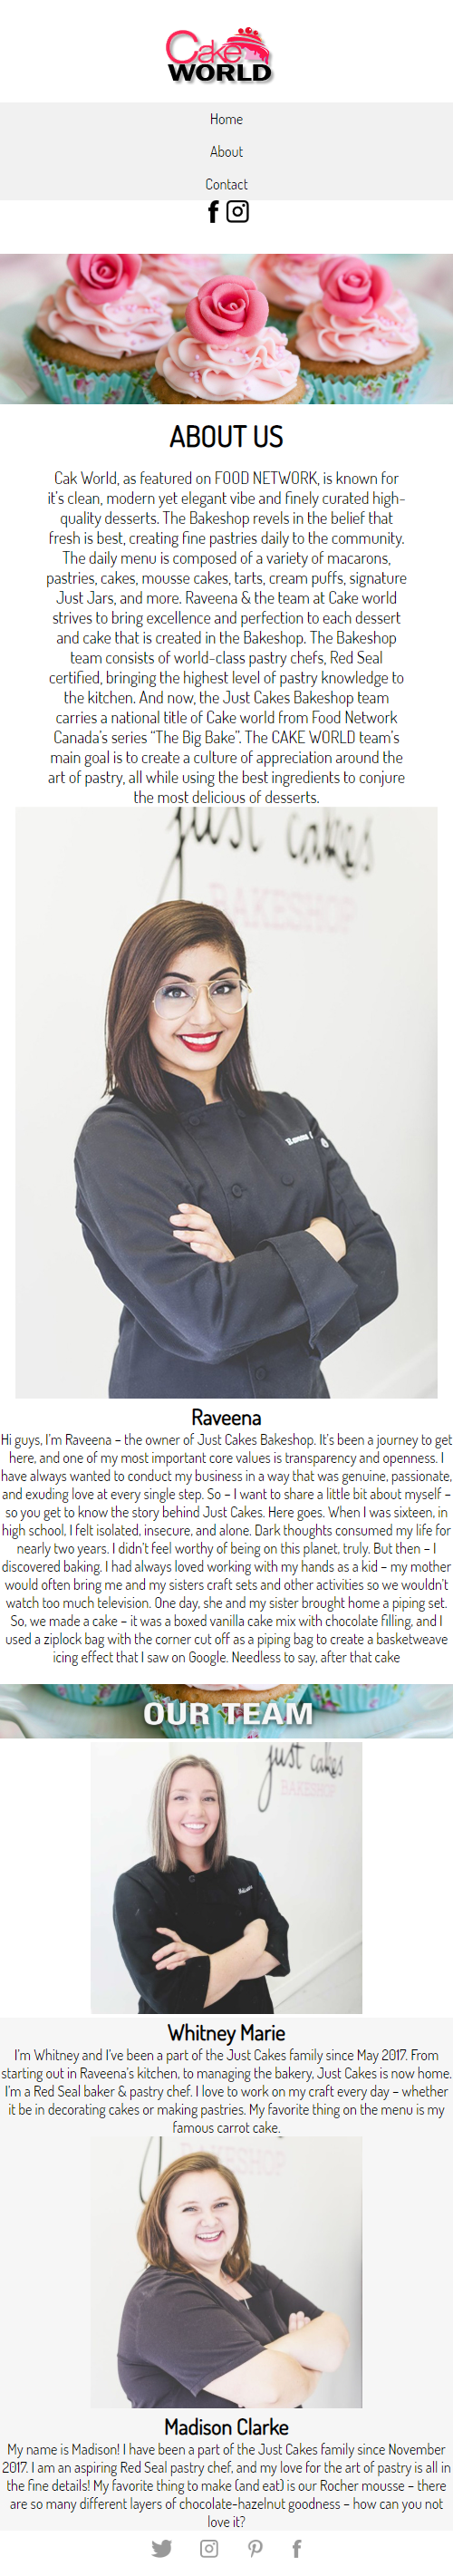 Cake
WORLD
Home
About
Contact
ABOUT US
Cak World, as featured on FOOD NETWORK, is known for
it's clean, modern yet elegant vibe and finely curated high-
quality desserts. The Bakeshop revels in the belief that
fresh is best, creating fine pastries daily to the community.
The daily menu is composed of a variety of macarons,
pastries, cakes, mousse cakes, tarts, cream puffs, signature
Just Jars, and more. Raveena & the team at Cake world
strives to bring excellence and perfection to each dessert
and cake that is created in the Bakeshop. The Bakeshop
team consists of world-class pastry chefs, Red Seal
certified, bringing the highest level of pastry knowledge to
the kitchen. And now, the Just Cakes Bakeshop team
carries a national title of Cake world from Food Network
Canada's series “The Big Bake”. The CAKE WORLD team's
main goal is to create a culture of appreciation around the
art of pastry, all while using the best ingredients to conjure
the most delicious of desserts.
just cakes
BAKESHOP
Raveena
Hi guys, I'm Raveena – the owner of Just Cakes Bakeshop. It's been a journey to get
here, and one of my most important core values is transparency and openness. I
have always wanted to conduct my business in a way that was genuine, passionate,
and exuding love at every single step. So – I want to share a little bit about myself –
so you get to know the story behind Just Cakes. Here goes. When I was sixteen, in
high school, I felt isolated, insecure, and alone. Dark thoughts consumed my life for
nearly two years. I didn't feel worthy of being on this planet, truly. But then – I
discovered baking. I had always loved working with my hands as a kid – my mother
would often bring me and my sisters craft sets and other activities so we wouldn't
watch too much television. One day, she and my sister brought home a piping set.
So, we made a cake – it was a boxed vanilla cake mix with chocolate filling, and I
used a ziplock bag with the corner cut off as a piping bag to create a basketweave
icing effect that I saw on Google. Needless to say, after that cake
OUR TEAM
just cakes
BAKESHOP
Whitney Marie
I'm Whitney and I've been a part of the Just Cakes family since May 2017. From
starting out in Raveena's kitchen, to managing the bakery, Just Cakes is now home.
I'm a Red Seal baker & pastry chef. I love to work on my craft every day – whether
it be in decorating cakes or making pastries. My favorite thing on the menu is my
famous carrot cake.
BAKESHOP
Madison Clarke
My name is Madison! I have been a part of the Just Cakes family since November
2017. I am an aspiring Red Seal pastry chef, and my love for the art of pastry is all in
the fine details! My favorite thing to make (and eat) is our Rocher mousse – there
are so many different layers of chocolate-hazelnut goodness – how can you not
love it?